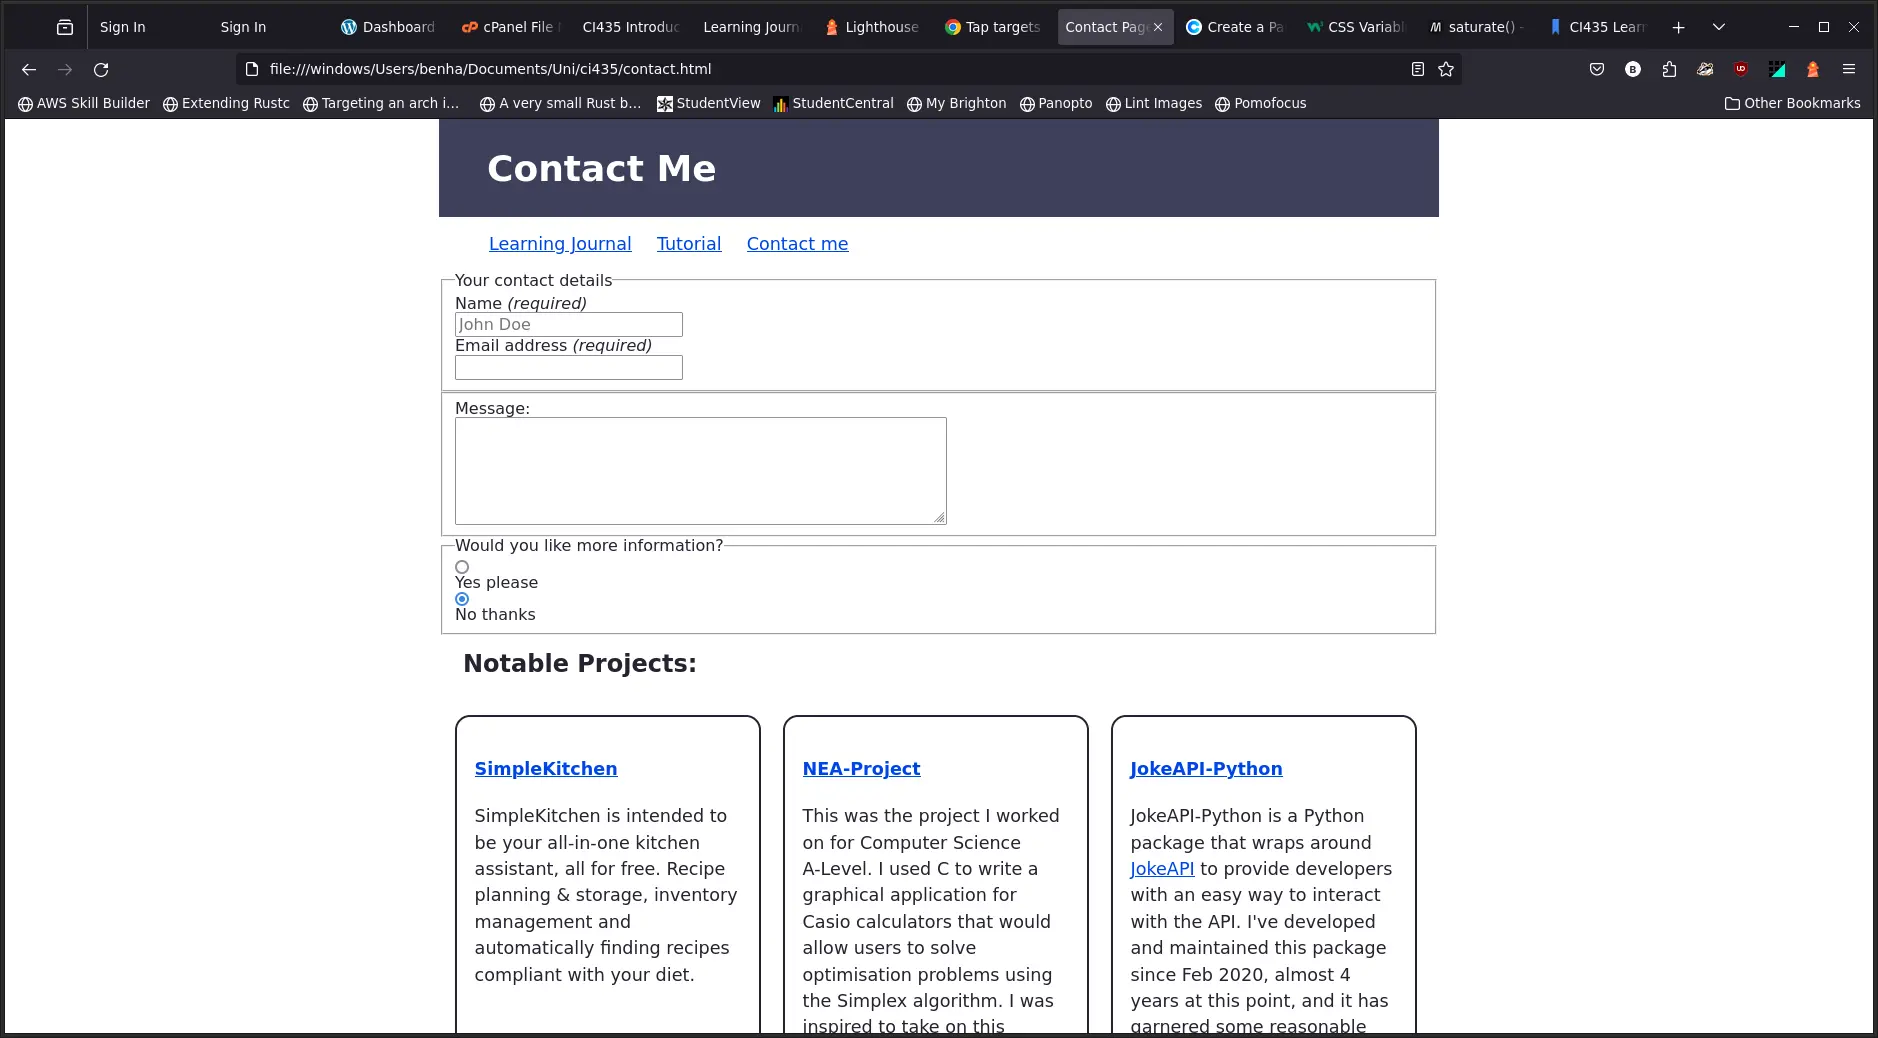 Sign In
Sign In
Dashboard
cPanel File
CI435 Introduc
Learning Journ
Lighthouse
Tap targets
Contact Page
Create a Pa
CSS Variabl
saturate() -
CI435 Learn
file:///windows/Users/benha/Documents/Uni/ci435/contact.html
AWS Skill Builder
Extending Rustc
Targeting an arch i…
A very small Rust b…
StudentView
StudentCentral
My Brighton
Panopto
Lint Images
Pomofocus
Other Bookmarks
Contact Me
Learning Journal
Tutorial
Contact me
Your contact details
Name (required)
John Doe
Email address (required)
Message:
Would you like more information?
Yes please
No thanks
Notable Projects:
SimpleKitchen
SimpleKitchen is intended to
be your all-in-one kitchen
assistant, all for free. Recipe
planning & storage, inventory
management and
automatically finding recipes
compliant with your diet.
NEA-Project
This was the project I worked
on for Computer Science
A-Level. I used C to write a
graphical application for
Casio calculators that would
allow users to solve
optimisation problems using
the Simplex algorithm. I was
inspired to take on this
JokeAPI-Python
JokeAPI-Python is a Python
package that wraps around
JokeAPI to provide developers
with an easy way to interact
with the API. I've developed
and maintained this package
since Feb 2020, almost 4
years at this point, and it has
garnered some reasonable